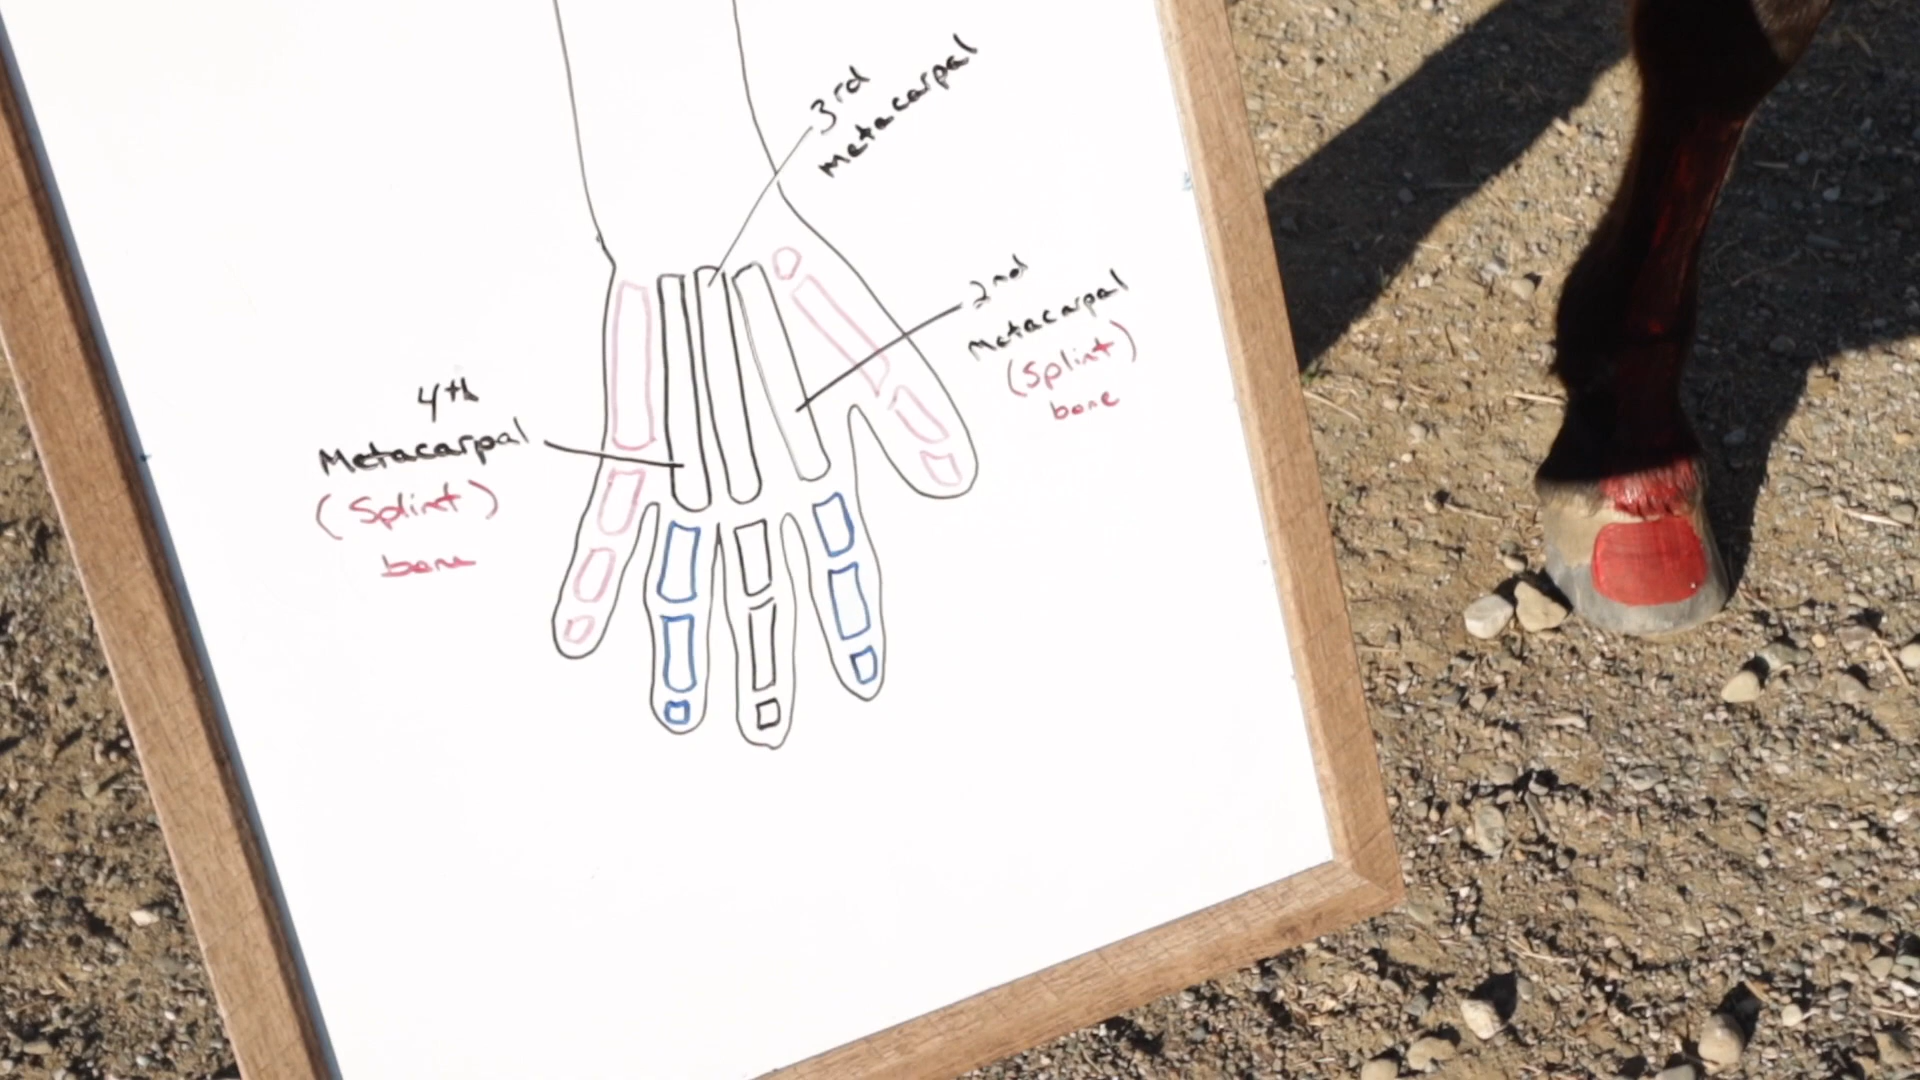 3rd
metacarpal
2nd
Metacarpal
(Splint)
bone
4th
Metacarpal
(Splint)
bone